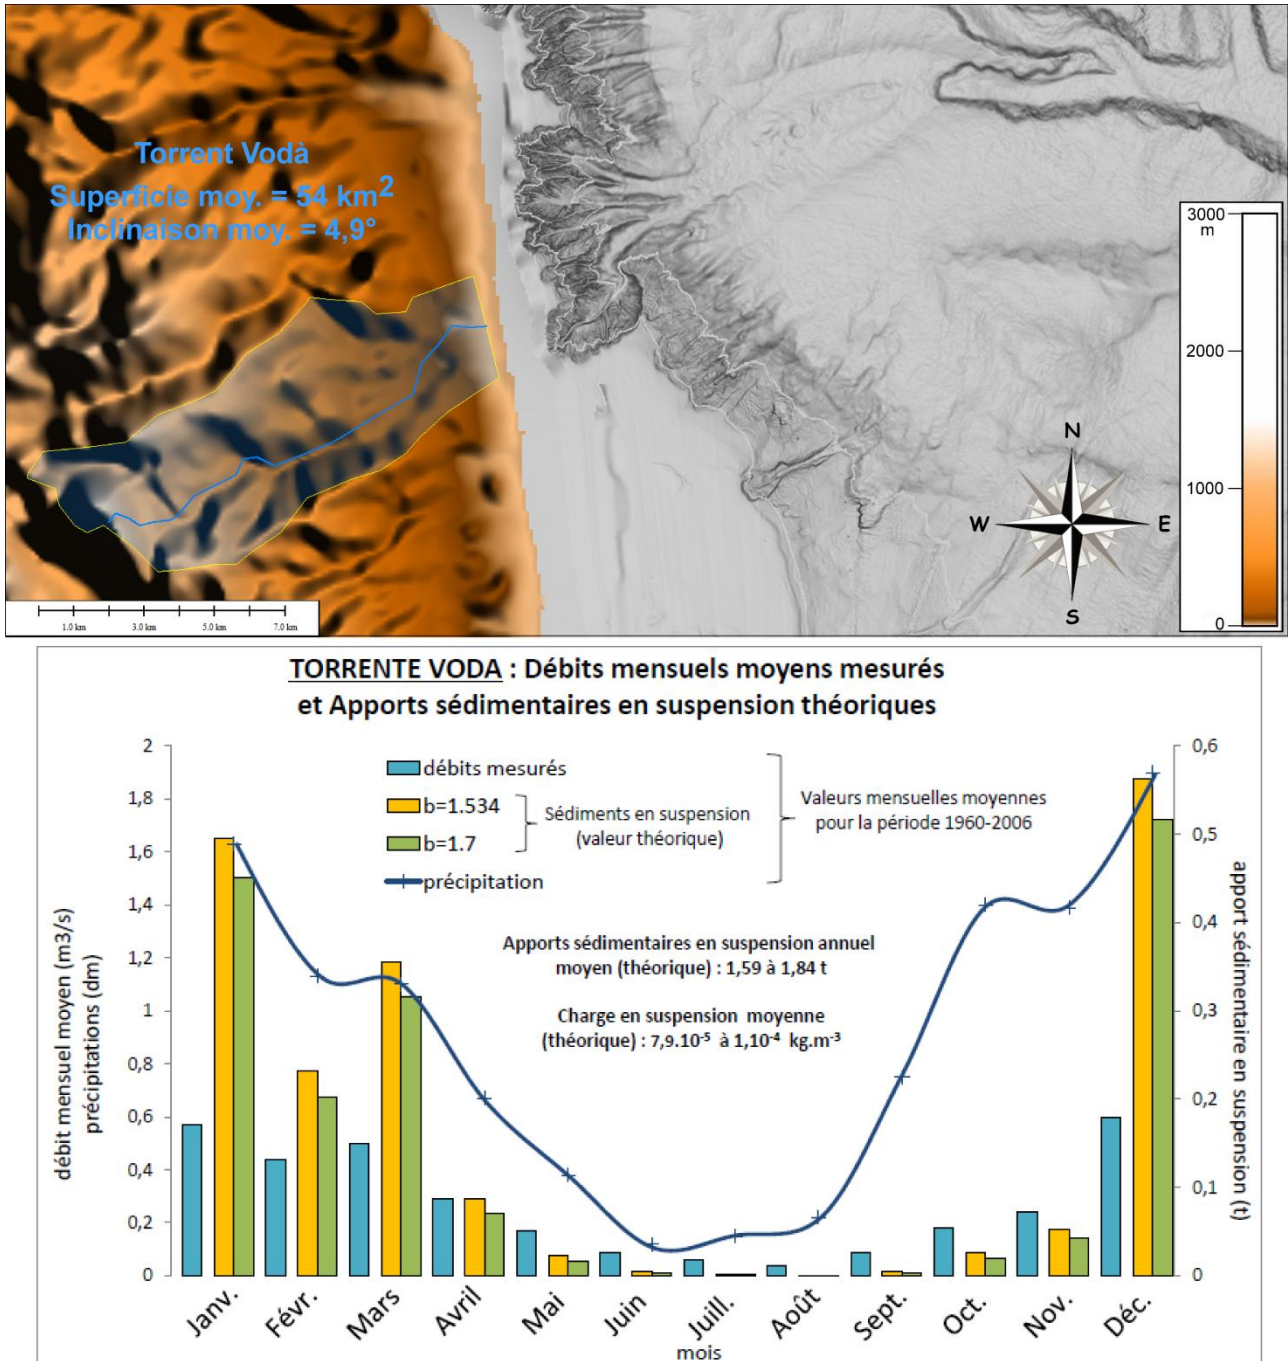 Torrent Vodà
Superficie moy. = 54 km²
Inclinaison moy. = 4,9°
3000
m
2000
1000
0
N
W
E
S
1.0 km
3.0 km
5.0 km
7.0 km
TORRENTE VODA : Débits mensuels moyens mesurés
et Apports sédimentaires en suspension théoriques
débits mesurés
b=1.534
b=1.7
précipitation
Sédiments en suspension
(valeur théorique)
Valeurs mensuelles moyennes
pour la période 1960-2006
Apports sédimentaires en suspension annuel
moyen (théorique) : 1,59 à 1,84 t
Charge en suspension moyenne
(théorique) : 7,9.10⁻⁵ à 1,10⁻⁴ kg.m⁻³
débit mensuel moyen (m3/s)
précipitations (dm)
2
1,8
1,6
1,4
1,2
1
0,8
0,6
0,4
0,2
0
0,6
0,5
0,4
0,3
0,2
0,1
0
apport sédimentaire en suspension (t)
Janv.
Févr.
Mars
Avril
Mai
Juin
Juill.
Août
Sept.
Oct.
Nov.
Déc.
mois